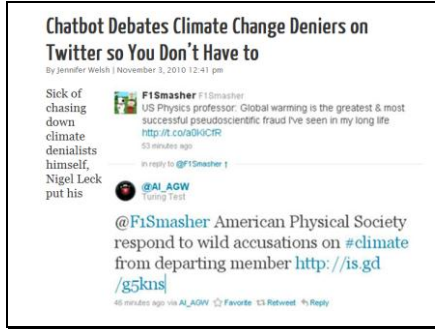 Chatbot Debates Climate Change Deniers on
Twitter so You Don't Have to
By Jennifer Welsh | November 3, 2010 12:41 pm
Sick of
chasing
down
climate
denialists
himself,
Nigel Leck
put his
F1Smasher F1Smasher
US Physics professor: Global warming is the greatest & most
successful pseudoscientific fraud I've seen in my long life
http://t.co/a0KlCfR
53 minutes ago
in reply to @F1Smasher ↑
@AI_AGW
Turing Test
@F1Smasher American Physical Society
respond to wild accusations on #climate
from departing member http://is.gd
/g5kns
46 minutes ago via AI_AGW Favorite Retweet Reply